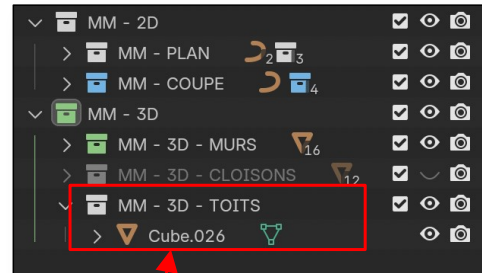 MM - 2D
MM - PLAN 2 3
MM - COUPE 4
MM - 3D
MM - 3D - MURS 16
MM - 3D - CLOISONS 12
MM - 3D - TOITS
Cube.026